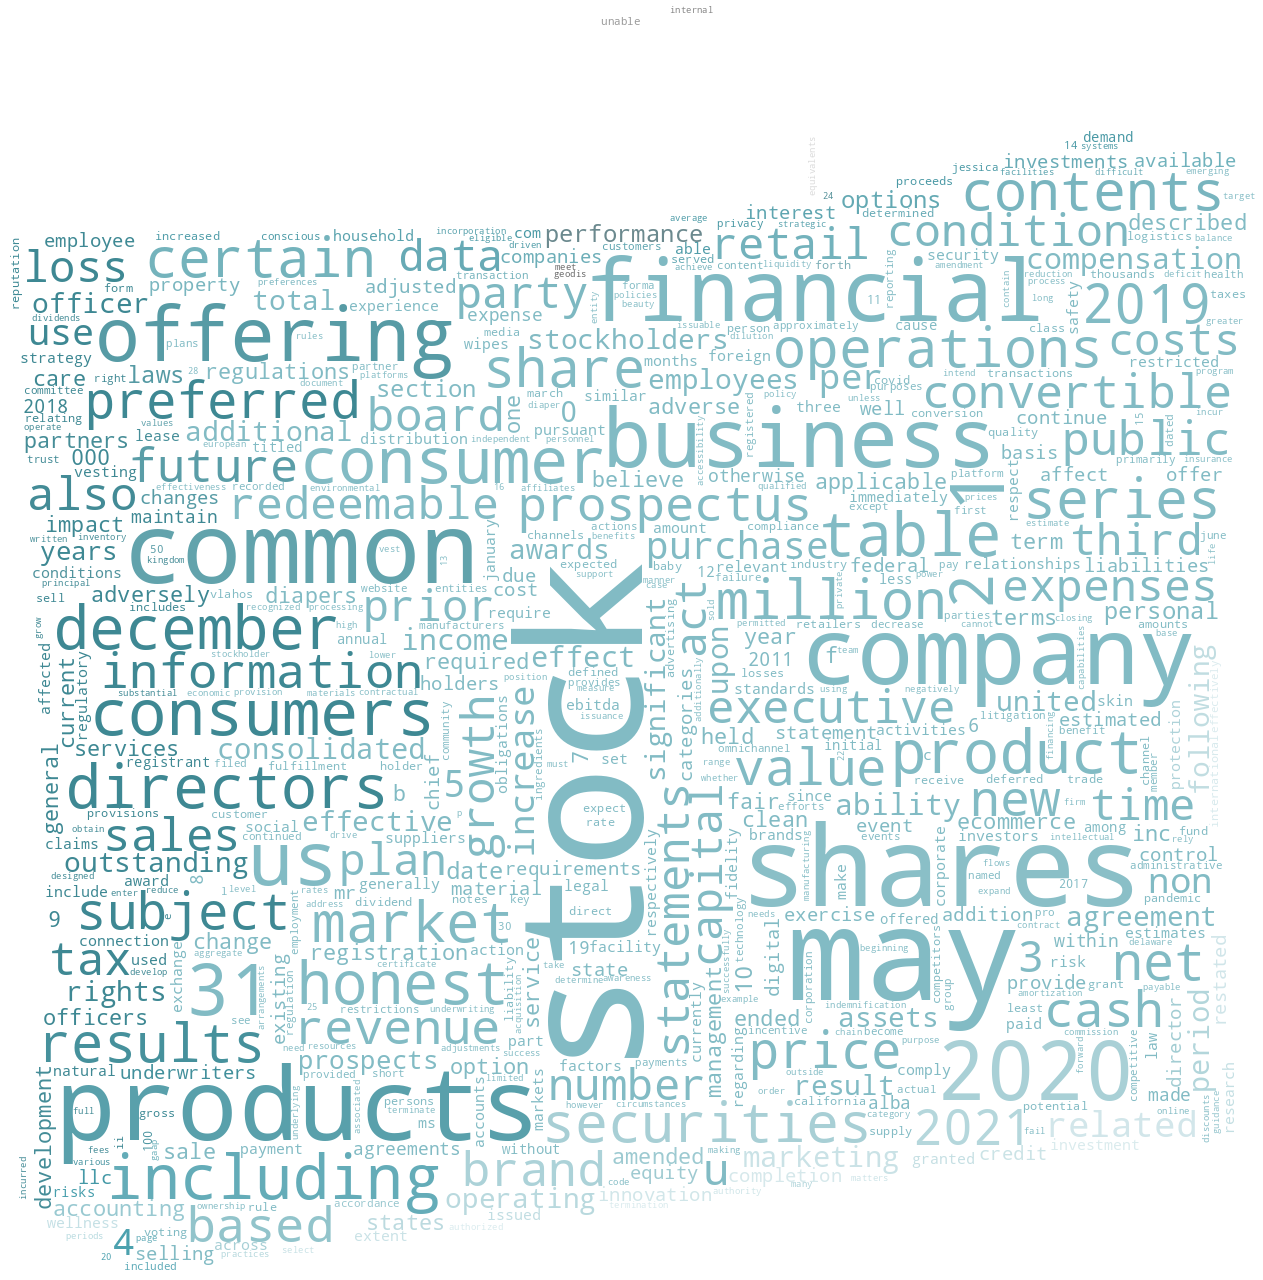 internal
unable
demand
14 systems
jessica investments available
facilities difficult emerging
proceeds contents target
equivalents 24 options
interest determined
average privacy strategic
condition described
logistics balance
employee increased conscious household incorporation com performance customers able retail
eligible driven companies served content liquidity forth security compensation
reputation loss certain data meet geodis achieve reporting amendment contain reduction process thousands deficit health
form property transaction adjusted party financial 2019 taxes
officer preferences total experience expense entity forma policies beauty 11 long safety greater
dividends offering rules media issuable person approximately cause class
use plans wipes stockholders dilution operations costs
strategy 28 partner share months foreign transactions restricted
care right laws regulations platforms section employees per covid intend program
committee document march similar adverse policy purposes convertible
2018 preferred board one diaper 0 three well unless conversion incur
relating values additional distribution pursuant registered continue 15
operate european titled independent personnel business quality public dated
partners lease consumer accessibility otherwise basis
trust 000 future believe applicable platform affect primarily offer insurance
vesting effectiveness recorded environmental 16 affiliates qualified immediately 1 respect
also changes redeemable prospectus except prices first series
impact maintain january channels actions amount compliance table estimate
written inventory benefits term third june
years 50 common vest 13 awards expected baby purchase industry federal relationships liabilities life
kingdom support manner relevant less pay
conditions website entities due failure power 2 expenses
principal adversely vlahos diapers cost case 12 private million
sell includes recognized processing prior require act sold retailers decrease parties terms personal
grow december high manufacturers advertising permitted cannot closing amounts
annual income effect significant year company base
affected stockholder lower required stock upon 2011 f team capabilities
current information position defined losses using
regulatory substantial economic provision materials contractual holders provides measure additionally standards negatively united skin
consumers community obligations ebitda categories executive litigation estimated following
issuance held statement activities 6 financing benefit protection
general services consolidated growth increase 7 set omnichannel initial c product internationaleffectively
registrant filed fulfillment holder chief ingredients must range 22 receive deferred trade channel member
directors b 5 whether value
provisions customer continued p expect fair since ability new firm time
obtain social effective drive suppliers rate efforts clean ecommerce among inc fund
claims sales brands event investors intellectual rely
outstanding us plan date requirements statements capital events control
designed award 8 level rates generally material respectively fidelity manufacturing corporate flows named administrative
include enter reduce 1 address mr dividend notes key legal make shares expand 2017 non pandemic
9 subject e employment market 30 direct needs exercise offered addition pro agreement
connection change registration action 19 facility technology contract estimates
tax used aggregate certificate service state successfully 10 digital competitors within delaware
develop exchange 31 existing take determine awareness beginning 3 risk net restated
rights arrangements regulation 25 honest restrictions underwriting liability acquisition management example corporation may group provide grant payable
officers see revenue currently indemnification amortization
need adjustments part ended incentive chain become assets least cash period
results resources prospects success factors payments regarding purpose paid commission law
natural underwriters provided short option limited price outside comply forward competitive director
development products underlying associated persons markets number order result actual 2020 made research
full 100 terminate however circumstances california alba potential
gross ms accounts category online
ii securities supply 2021 fail related discounts guidance
fees gaap sale payment agreements without making
various including brand amended marketing granted credit investment
incurred llc code u
risks ownership rule accordance equity completion many matters
accounting operating innovation authority
wellness based states issued termination
voting across extent authorized
periods 4 page selling practices select
20 included